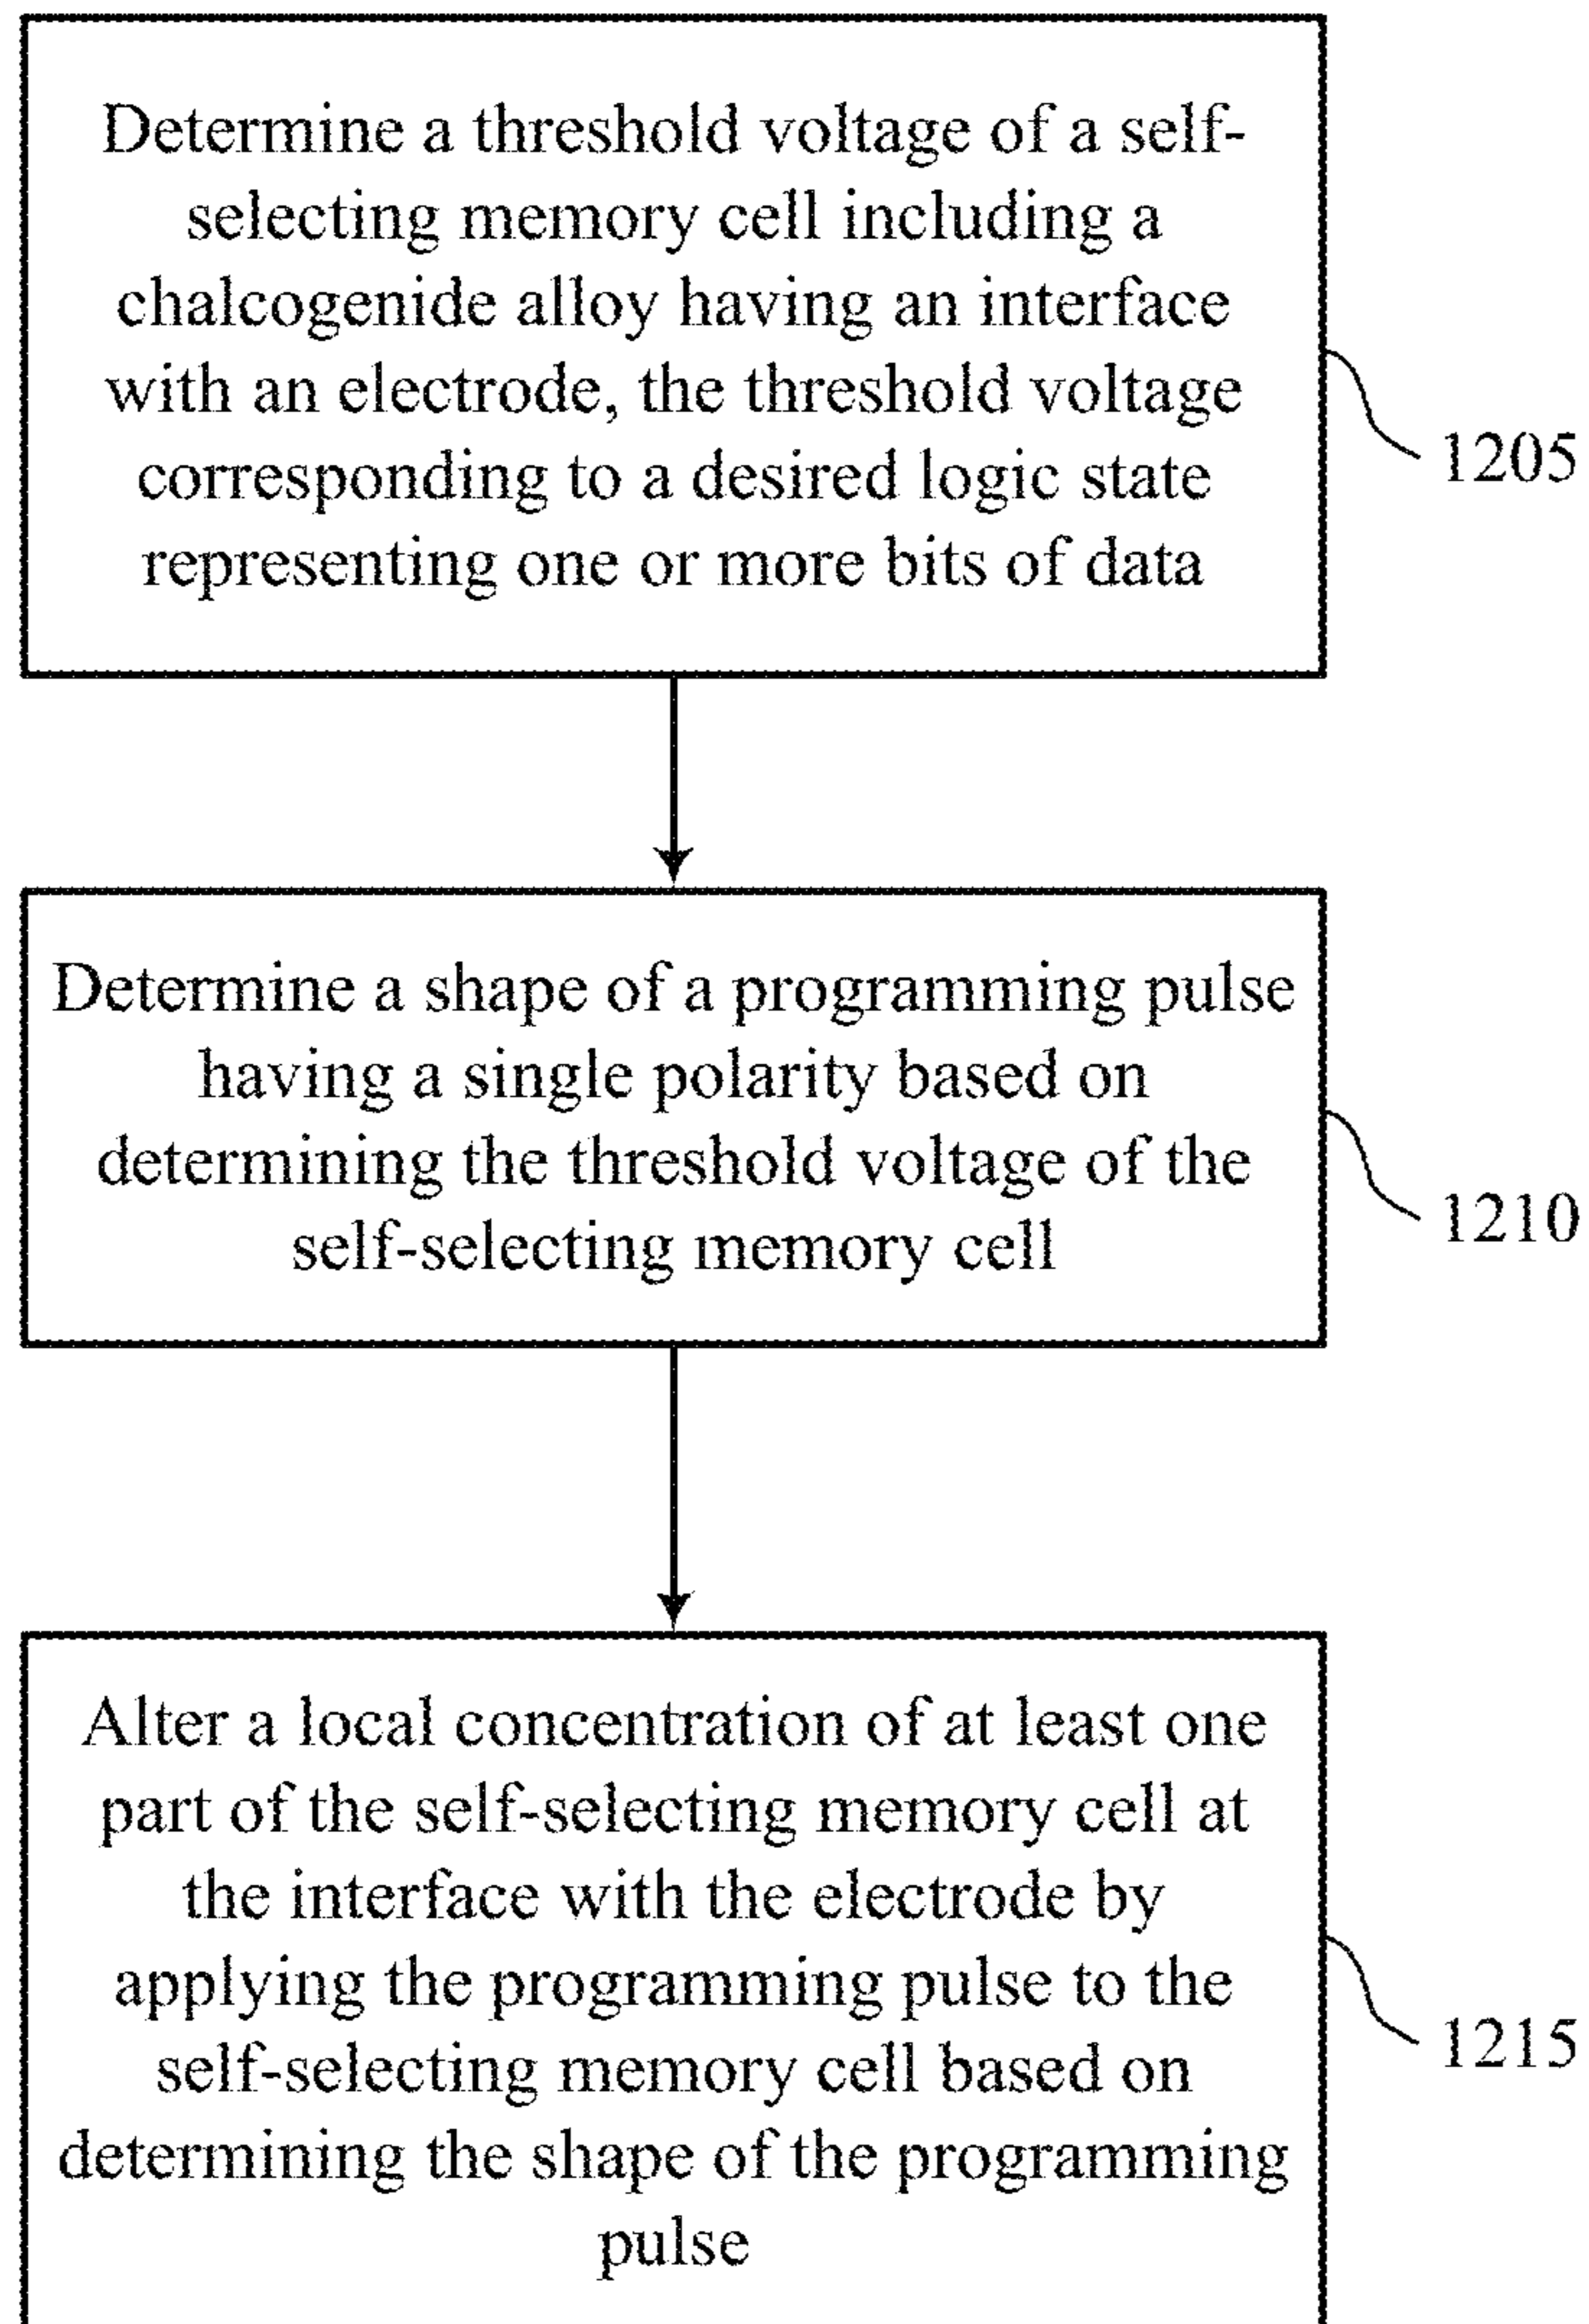 Determine a threshold voltage of a self-
selecting memory cell including a
chalcogenide alloy having an interface
with an electrode, the threshold voltage
corresponding to a desired logic state
representing one or more bits of data
1205
Determine a shape of a programming pulse
having a single polarity based on
determining the threshold voltage of the
self-selecting memory cell
1210
Alter a local concentration of at least one
part of the self-selecting memory cell at
the interface with the electrode by
applying the programming pulse to the
self-selecting memory cell based on
determining the shape of the programming
pulse
1215